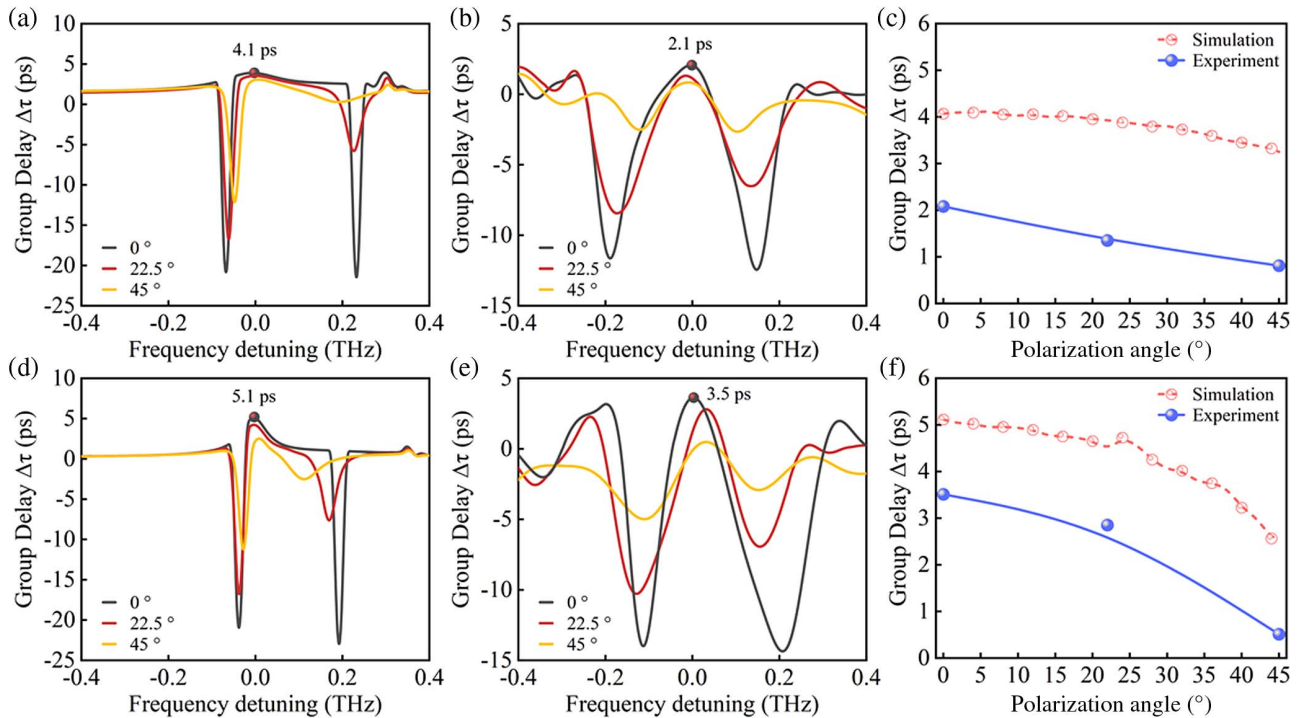 (a)
10
5
0
-5
-10
-15
-20
-25
Group Delay Δτ (ps)
4.1 ps
0 °
22.5 °
45 °
-0.4
-0.2
0.0
0.2
0.4
Frequency detuning (THz)
(b)
5
0
-5
-10
-15
Group Delay Δτ (ps)
2.1 ps
0 °
22.5 °
45 °
-0.4
-0.2
0.0
0.2
0.4
Frequency detuning (THz)
(c)
6
5
4
3
2
1
0
Group Delay Δτ (ps)
Simulation
Experiment
0 5 10 15 20 25 30 35 40 45
Polarization angle (°)
(d)
10
5
0
-5
-10
-15
-20
-25
Group Delay Δτ (ps)
5.1 ps
0 °
22.5 °
45 °
-0.4
-0.2
0.0
0.2
0.4
Frequency detuning (THz)
(e)
5
0
-5
-10
-15
Group Delay Δτ (ps)
3.5 ps
0 °
22.5 °
45 °
-0.4
-0.2
0.0
0.2
0.4
Frequency detuning (THz)
(f)
6
5
4
3
2
1
0
Group Delay Δτ (ps)
Simulation
Experiment
0 5 10 15 20 25 30 35 40 45
Polarization angle (°)